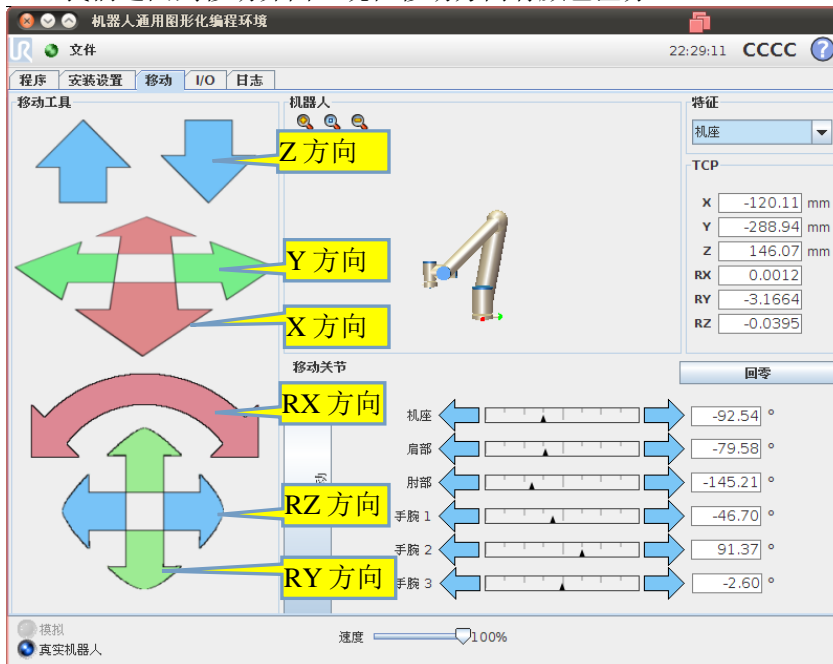 机器人通用图形化编程环境
UR 文件 22:29:11 CCCC ?
程序 安装设置 移动 I/O 日志
移动工具
机器人
特征
机座
Z 方向
Y 方向
X 方向
RX 方向
RZ 方向
RY 方向
TCP
X -120.11 mm
Y -288.94 mm
Z 146.07 mm
RX 0.0012
RY -3.1664
RZ -0.0395
移动关节
回零
机座 -92.54 °
肩部 -79.58 °
肘部 -145.21 °
手腕 1 -46.70 °
手腕 2 91.37 °
手腕 3 -2.60 °
动
模拟
真实机器人
速度 100%